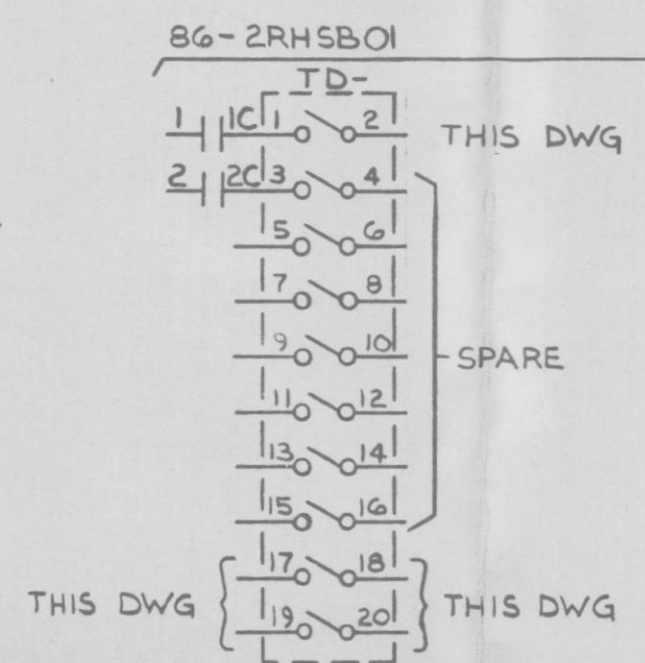 86-2RHSB01
TD-
1 1C 1 2 THIS DWG
2 2C 3 4
5 6
7 8
9 10 SPARE
11 12
13 14
15 16
17 18
THIS DWG THIS DWG
19 20